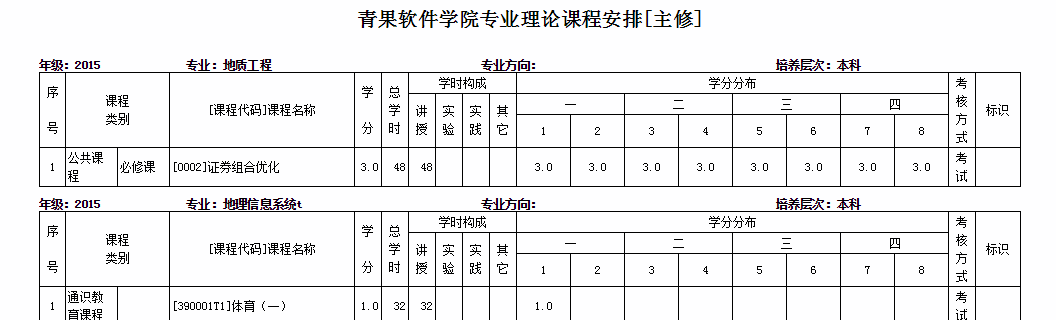 青果软件学院专业理论课程安排[主修]
年级：2015 专业：地质工程 专业方向： 培养层次：本科
序号 课程类别 [课程代码]课程名称 学分 总学时 学时构成 学分分布 考核方式 标识
讲授 实验 实践 其它 一 二 三 四
1 2 3 4 5 6 7 8
1 公共课程 必修课 [0002]证券组合优化 3.0 48 48 3.0 3.0 3.0 3.0 3.0 3.0 3.0 3.0 考试
年级：2015 专业：地理信息系统t 专业方向： 培养层次：本科
序号 课程类别 [课程代码]课程名称 学分 总学时 学时构成 学分分布 考核方式 标识
讲授 实验 实践 其它 一 二 三 四
1 2 3 4 5 6 7 8
1 通识教育课程 [390001T1]体育（一） 1.0 32 32 1.0 考试